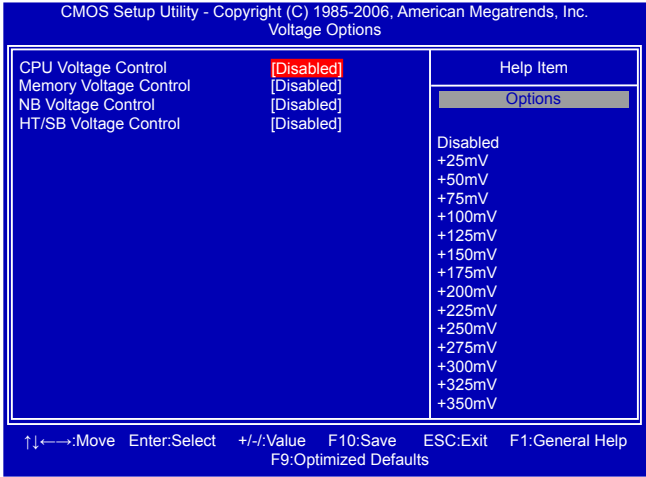 CMOS Setup Utility - Copyright (C) 1985-2006, American Megatrends, Inc.
Voltage Options
CPU Voltage Control [Disabled]
Memory Voltage Control [Disabled]
NB Voltage Control [Disabled]
HT/SB Voltage Control [Disabled]
Help Item
Options
Disabled
+25mV
+50mV
+75mV
+100mV
+125mV
+150mV
+175mV
+200mV
+225mV
+250mV
+275mV
+300mV
+325mV
+350mV
↑↓←→:Move Enter:Select +/-/:Value F10:Save ESC:Exit F1:General Help
F9:Optimized Defaults